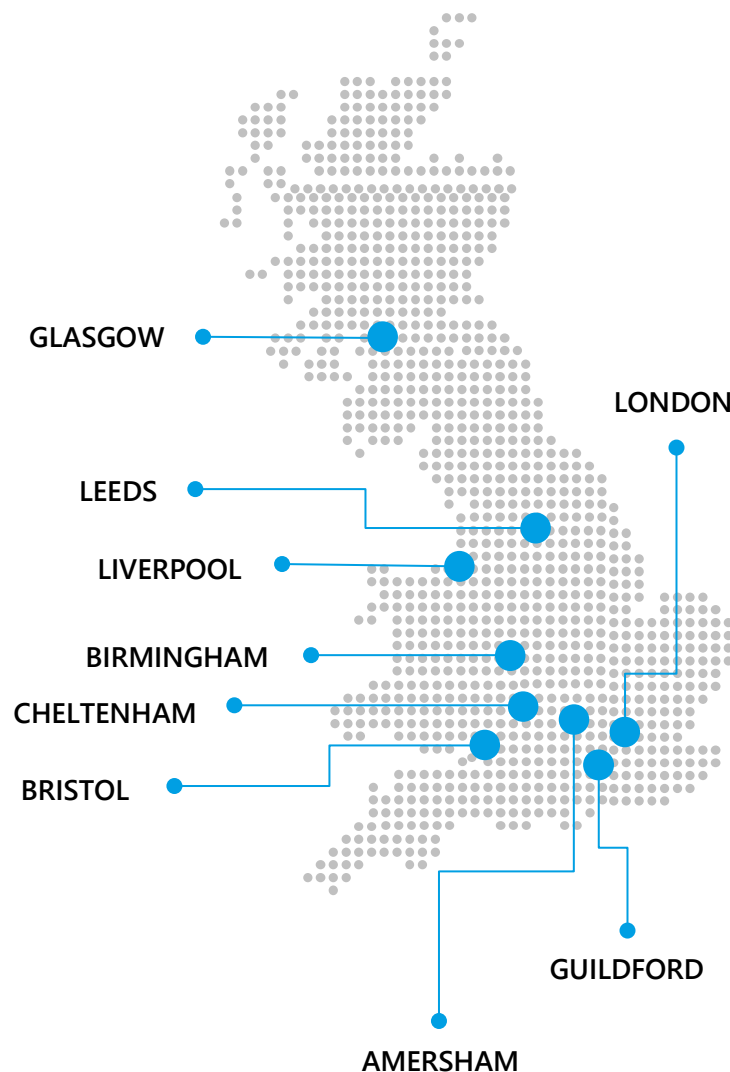 GLASGOW
LONDON
LEEDS
LIVERPOOL
BIRMINGHAM
CHELTENHAM
BRISTOL
GUILDFORD
AMERSHAM